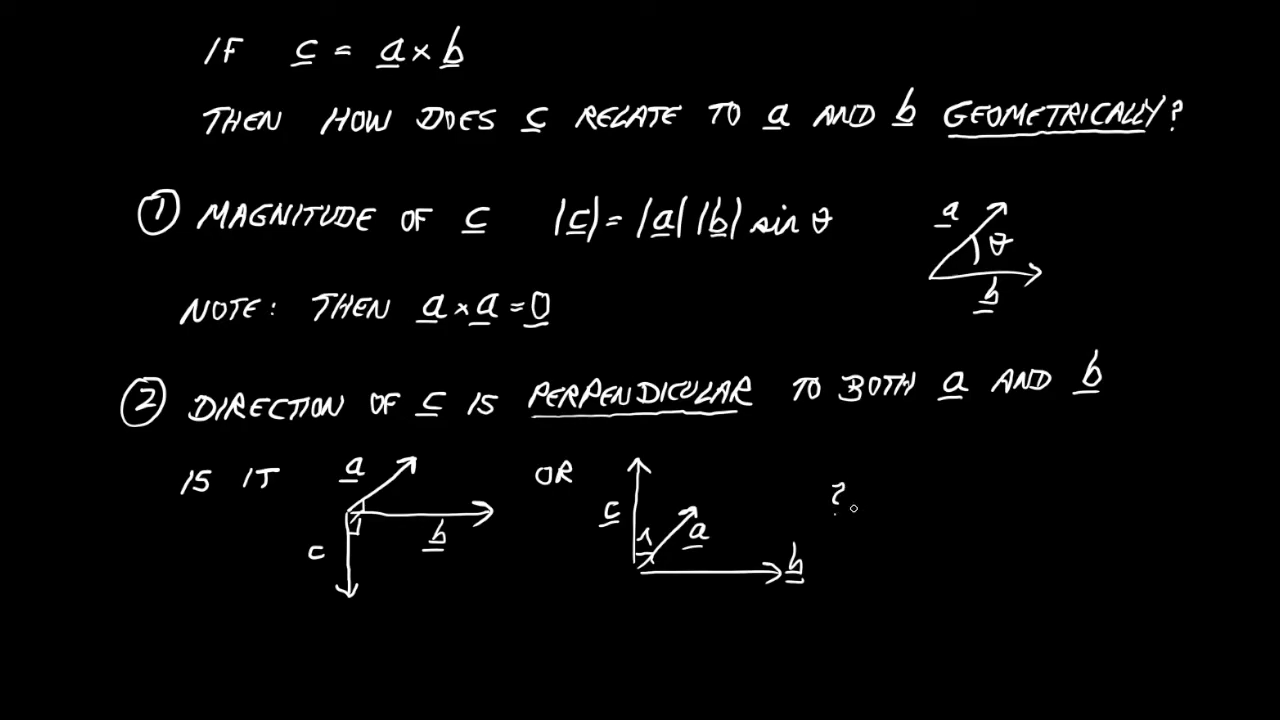 IF c = a × b
THEN HOW DOES c RELATE TO a AND b GEOMETRICALLY?
① MAGNITUDE OF c |c| = |a| |b| sin θ
a
θ
b
NOTE: THEN a × a = 0
② DIRECTION OF c IS PERPENDICULAR TO BOTH a AND b
IS IT
a
b
c
OR
c
a
b
?